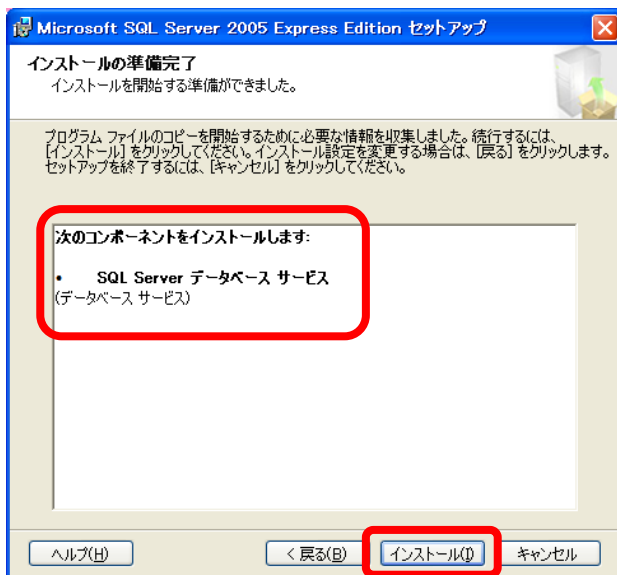 Microsoft SQL Server 2005 Express Edition セットアップ
インストールの準備完了
インストールを開始する準備ができました。
プログラム ファイルのコピーを開始するために必要な情報を収集しました。続行するには、
[インストール] をクリックしてください。インストール設定を変更する場合は、[戻る] をクリックします。
セットアップを終了するには、[キャンセル] をクリックしてください。
次のコンポーネントをインストールします:
• SQL Server データベース サービス
(データベース サービス)
ヘルプ(H)
< 戻る(B)
インストール(I)
キャンセル